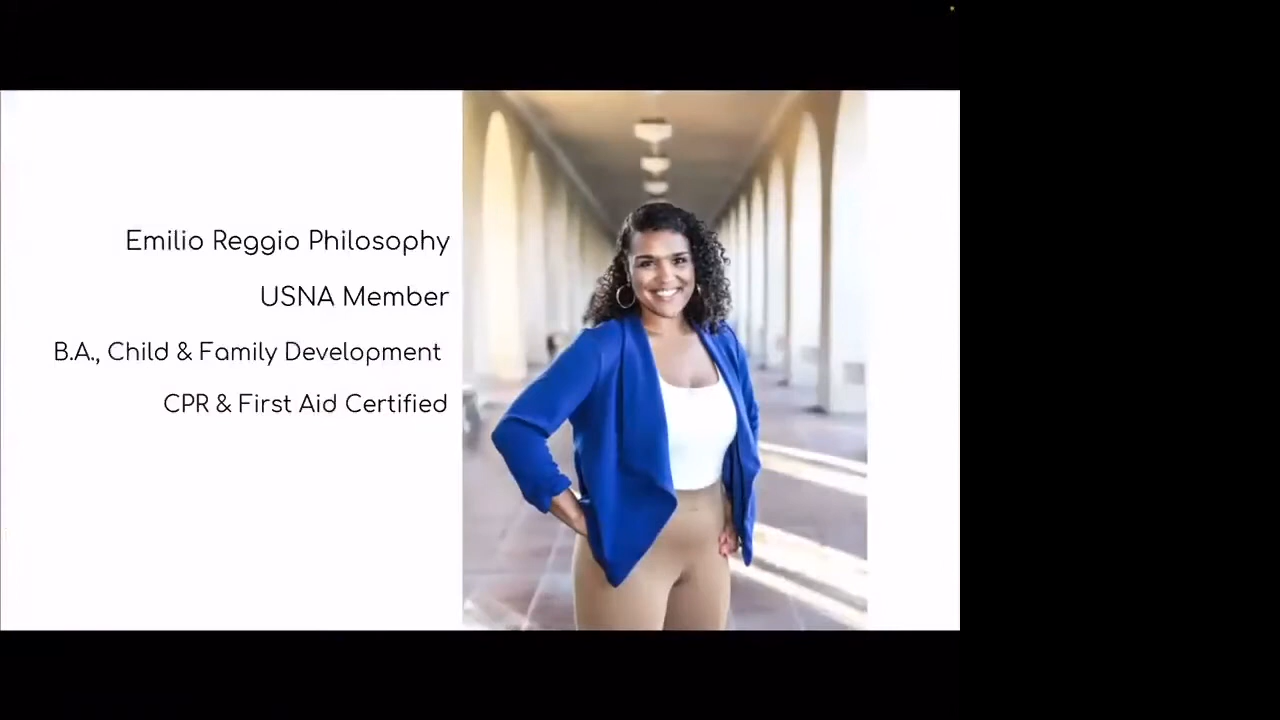 Emilio Reggio Philosophy
USNA Member
B.A., Child & Family Development
CPR & First Aid Certified